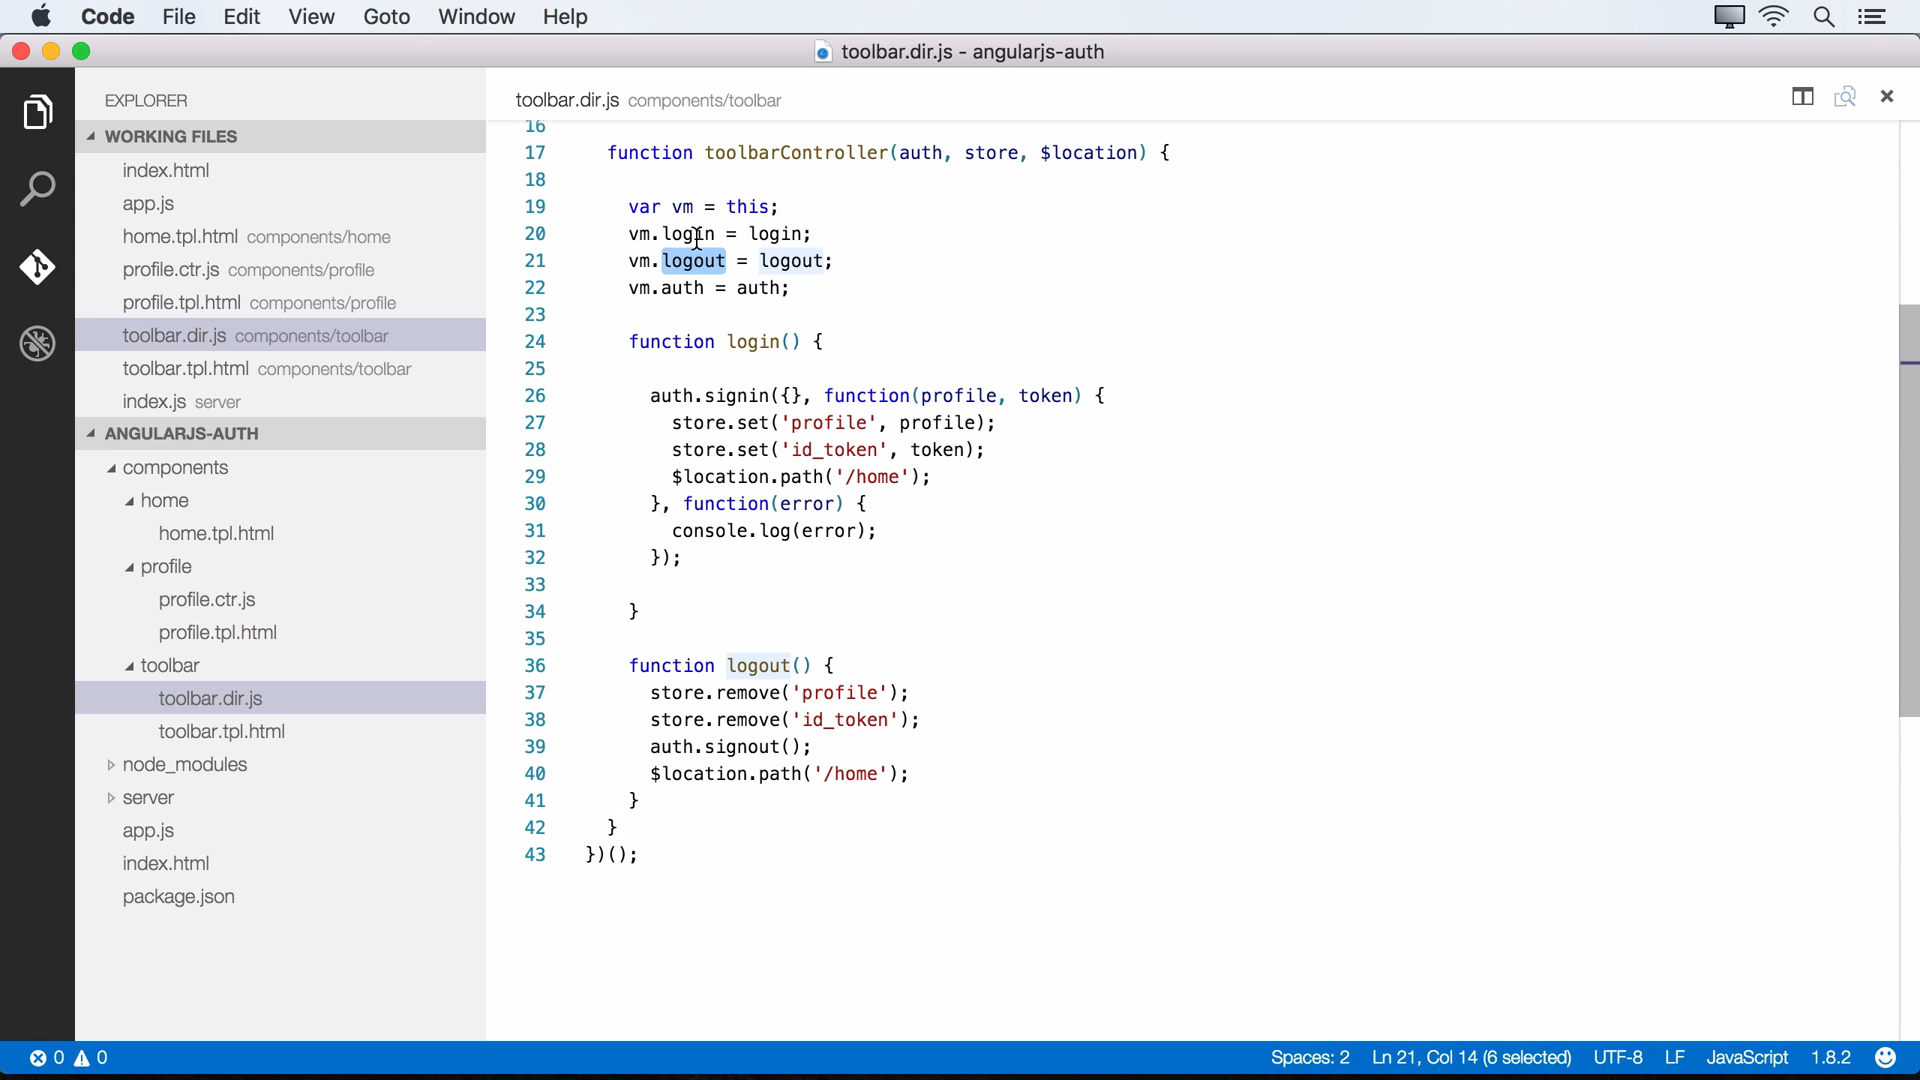 Code File Edit View Goto Window Help
toolbar.dir.js - angularjs-auth
EXPLORER
WORKING FILES
index.html
app.js
home.tpl.html components/home
profile.ctr.js components/profile
profile.tpl.html components/profile
toolbar.dir.js components/toolbar
toolbar.tpl.html components/toolbar
index.js server
ANGULARJS-AUTH
components
home
home.tpl.html
profile
profile.ctr.js
profile.tpl.html
toolbar
toolbar.dir.js
toolbar.tpl.html
node_modules
server
app.js
index.html
package.json
toolbar.dir.js components/toolbar
16
17 function toolbarController(auth, store, $location) {
18
19 var vm = this;
20 vm.login = login;
21 vm.logout = logout;
22 vm.auth = auth;
23
24 function login() {
25
26 auth.signin({}, function(profile, token) {
27 store.set('profile', profile);
28 store.set('id_token', token);
29 $location.path('/home');
30 }, function(error) {
31 console.log(error);
32 });
33
34 }
35
36 function logout() {
37 store.remove('profile');
38 store.remove('id_token');
39 auth.signout();
40 $location.path('/home');
41 }
42 }
43 })();
0 0 Spaces: 2 Ln 21, Col 14 (6 selected) UTF-8 LF JavaScript 1.8.2